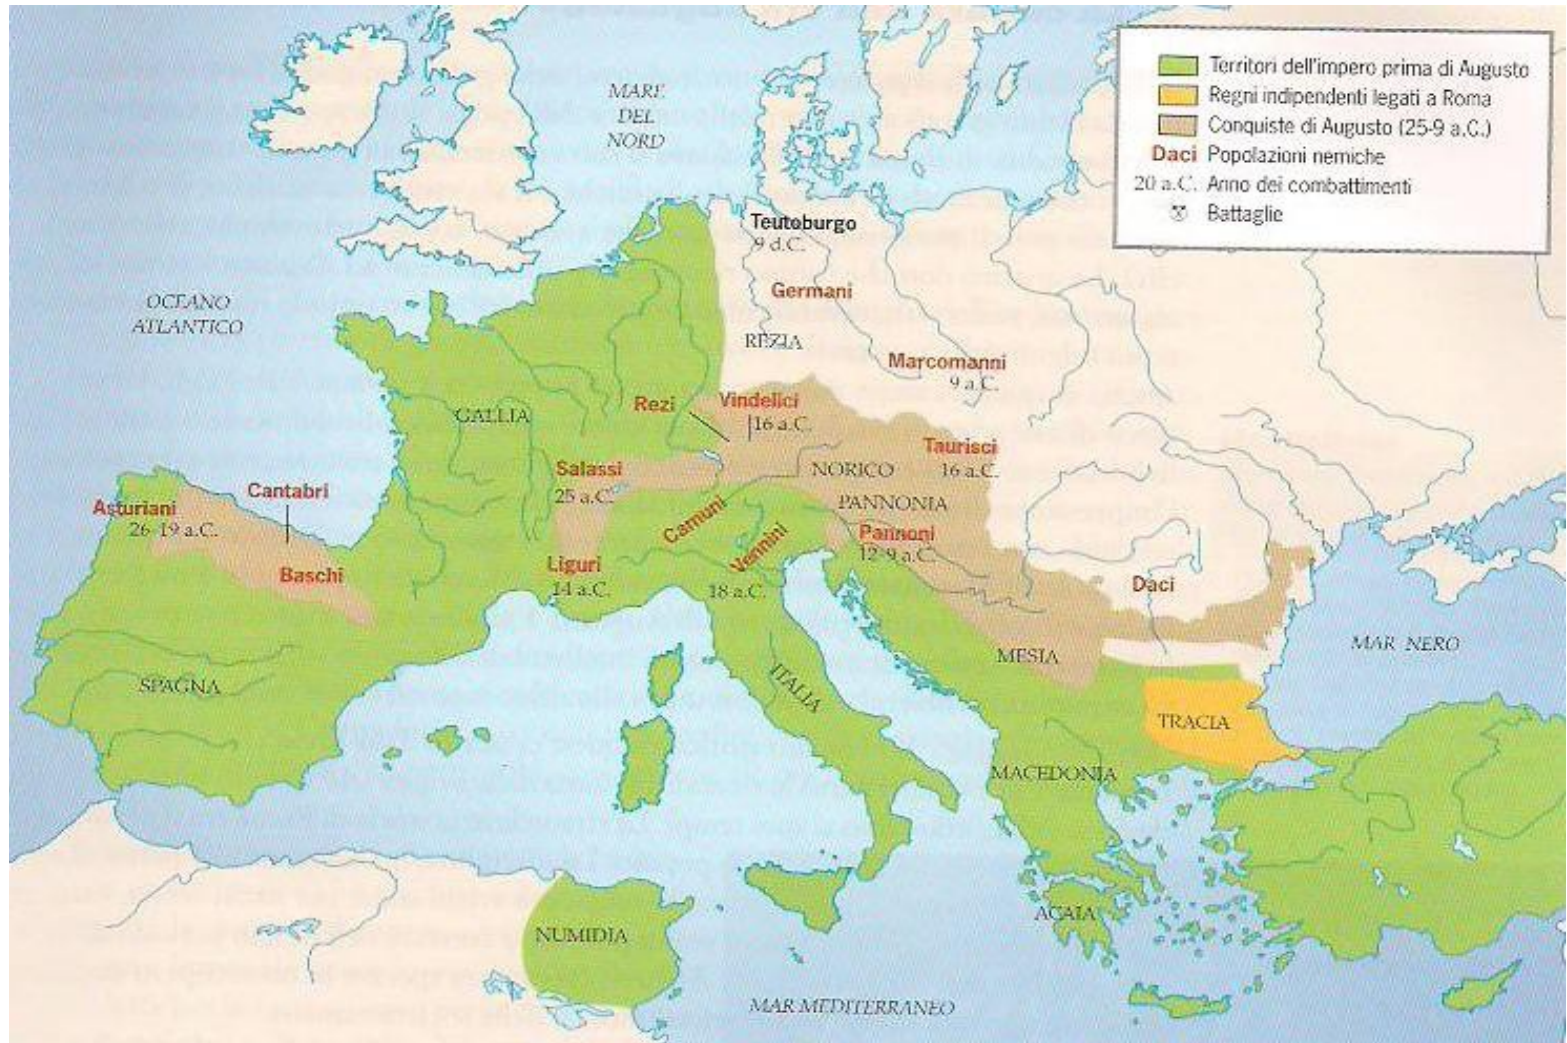 Territori dell'impero prima di Augusto
Regni indipendenti legati a Roma
Conquiste di Augusto (25-9 a.C.)
Daci Popolazioni nemiche
20 a.C. Anno dei combattimenti
Battaglie
MARE
DEL
NORD
OCEANO
ATLANTICO
Teutoburgo
9 d.C.
Germani
REZIA
Marcomanni
9 a.C.
GALLIA
Rezi
Vindelici
16 a.C.
Taurisci
16 a.C.
NORICO
PANNONIA
Salassi
25 a.C.
Camuni
Vennini
18 a.C.
Pannoni
12-9 a.C.
Cantabri
Asturiani
26-19 a.C.
Baschi
Liguri
14 a.C.
Daci
MAR NERO
MESIA
SPAGNA
ITALIA
TRACIA
MACEDONIA
ACAIA
NUMIDIA
MAR MEDITERRANEO